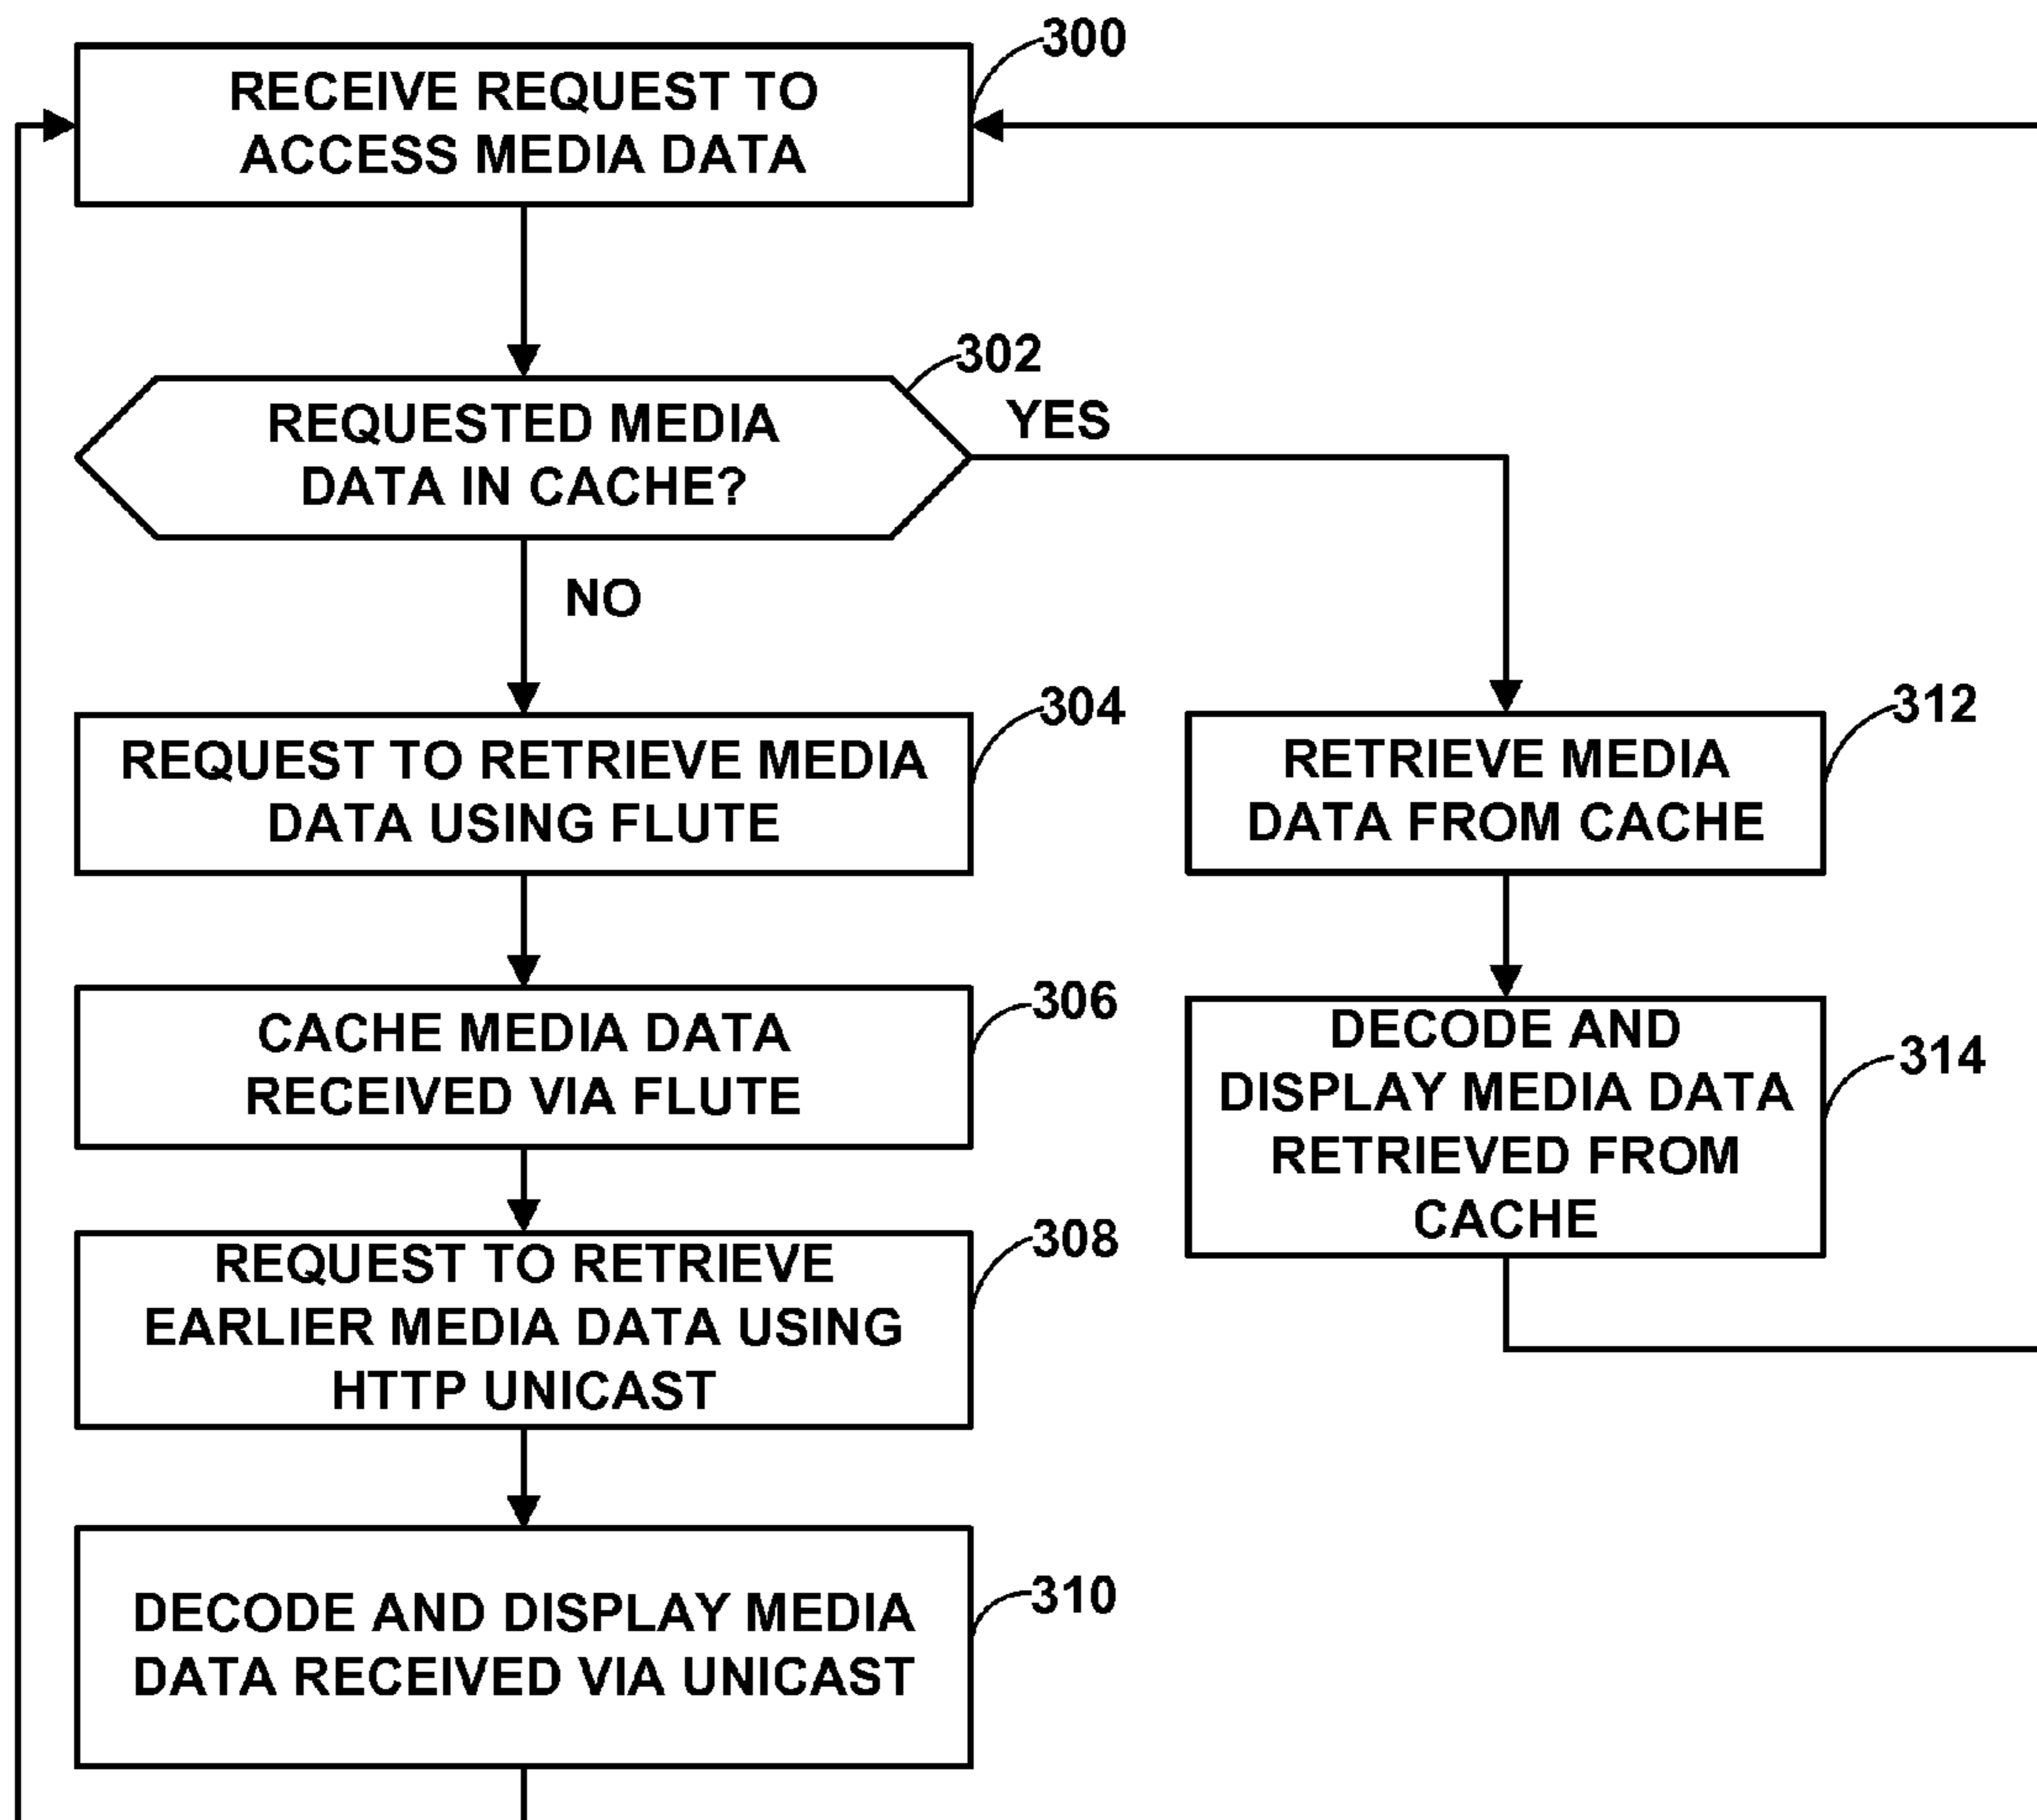 300
RECEIVE REQUEST TO
ACCESS MEDIA DATA
302
REQUESTED MEDIA
DATA IN CACHE?
YES
NO
304
REQUEST TO RETRIEVE MEDIA
DATA USING FLUTE
306
CACHE MEDIA DATA
RECEIVED VIA FLUTE
308
REQUEST TO RETRIEVE
EARLIER MEDIA DATA USING
HTTP UNICAST
310
DECODE AND DISPLAY MEDIA
DATA RECEIVED VIA UNICAST
312
RETRIEVE MEDIA
DATA FROM CACHE
314
DECODE AND
DISPLAY MEDIA DATA
RETRIEVED FROM
CACHE